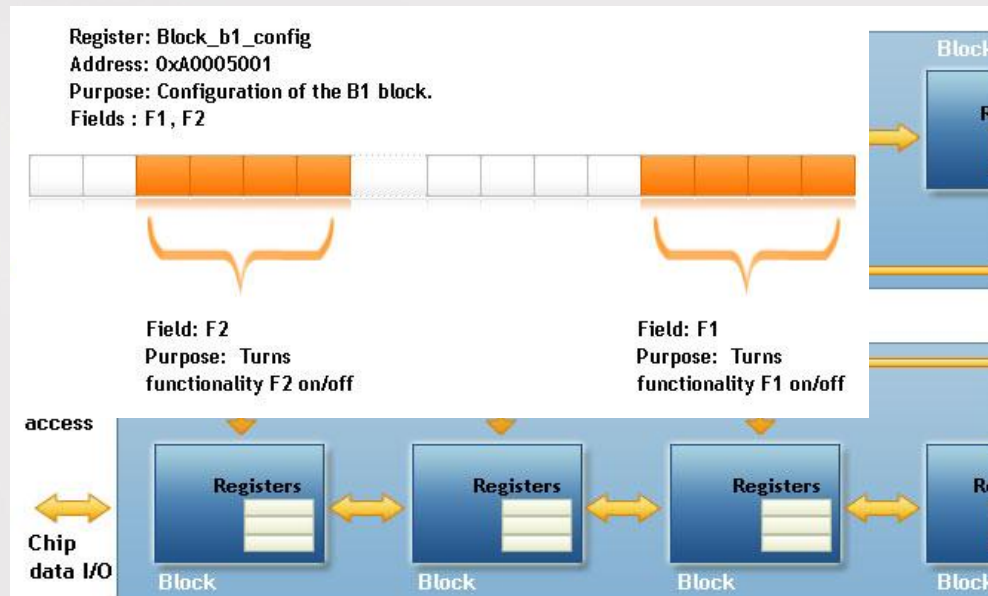 Register: Block_b1_config
Address: 0xA0005001
Purpose: Configuration of the B1 block.
Fields : F1, F2
Field: F2
Purpose: Turns
functionality F2 on/off
Field: F1
Purpose: Turns
functionality F1 on/off
access
Registers
Registers
Registers
Chip
data I/O
Block
Block
Block